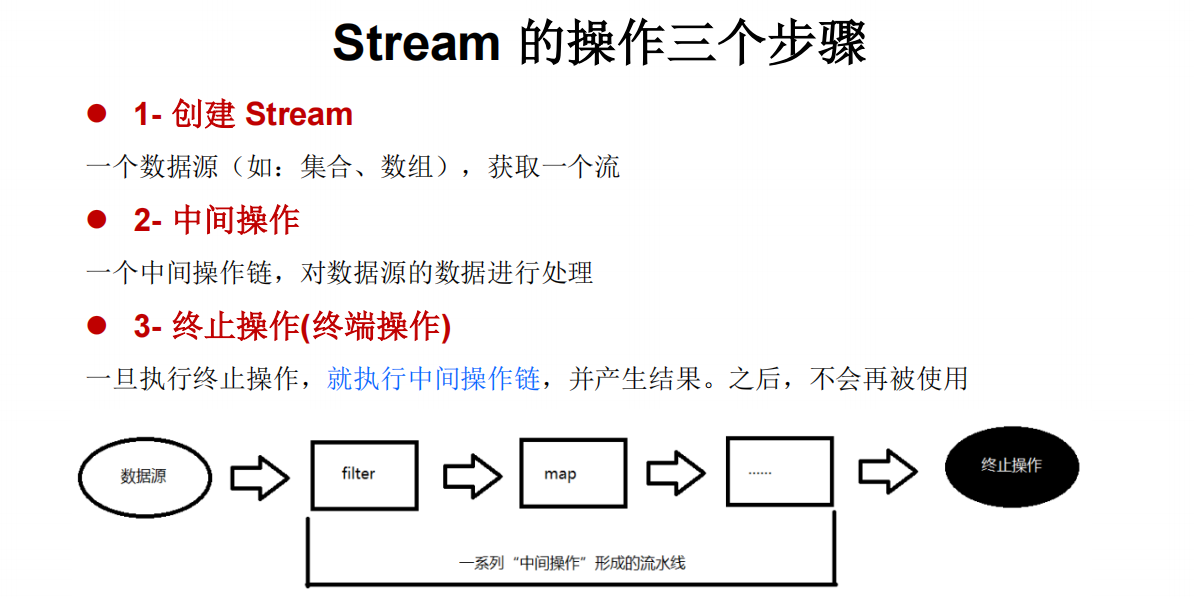 Stream 的操作三个步骤
1- 创建 Stream
一个数据源（如：集合、数组），获取一个流
2- 中间操作
一个中间操作链，对数据源的数据进行处理
3- 终止操作(终端操作)
一旦执行终止操作，就执行中间操作链，并产生结果。之后，不会再被使用
数据源
filter
map
......
终止操作
一系列“中间操作”形成的流水线